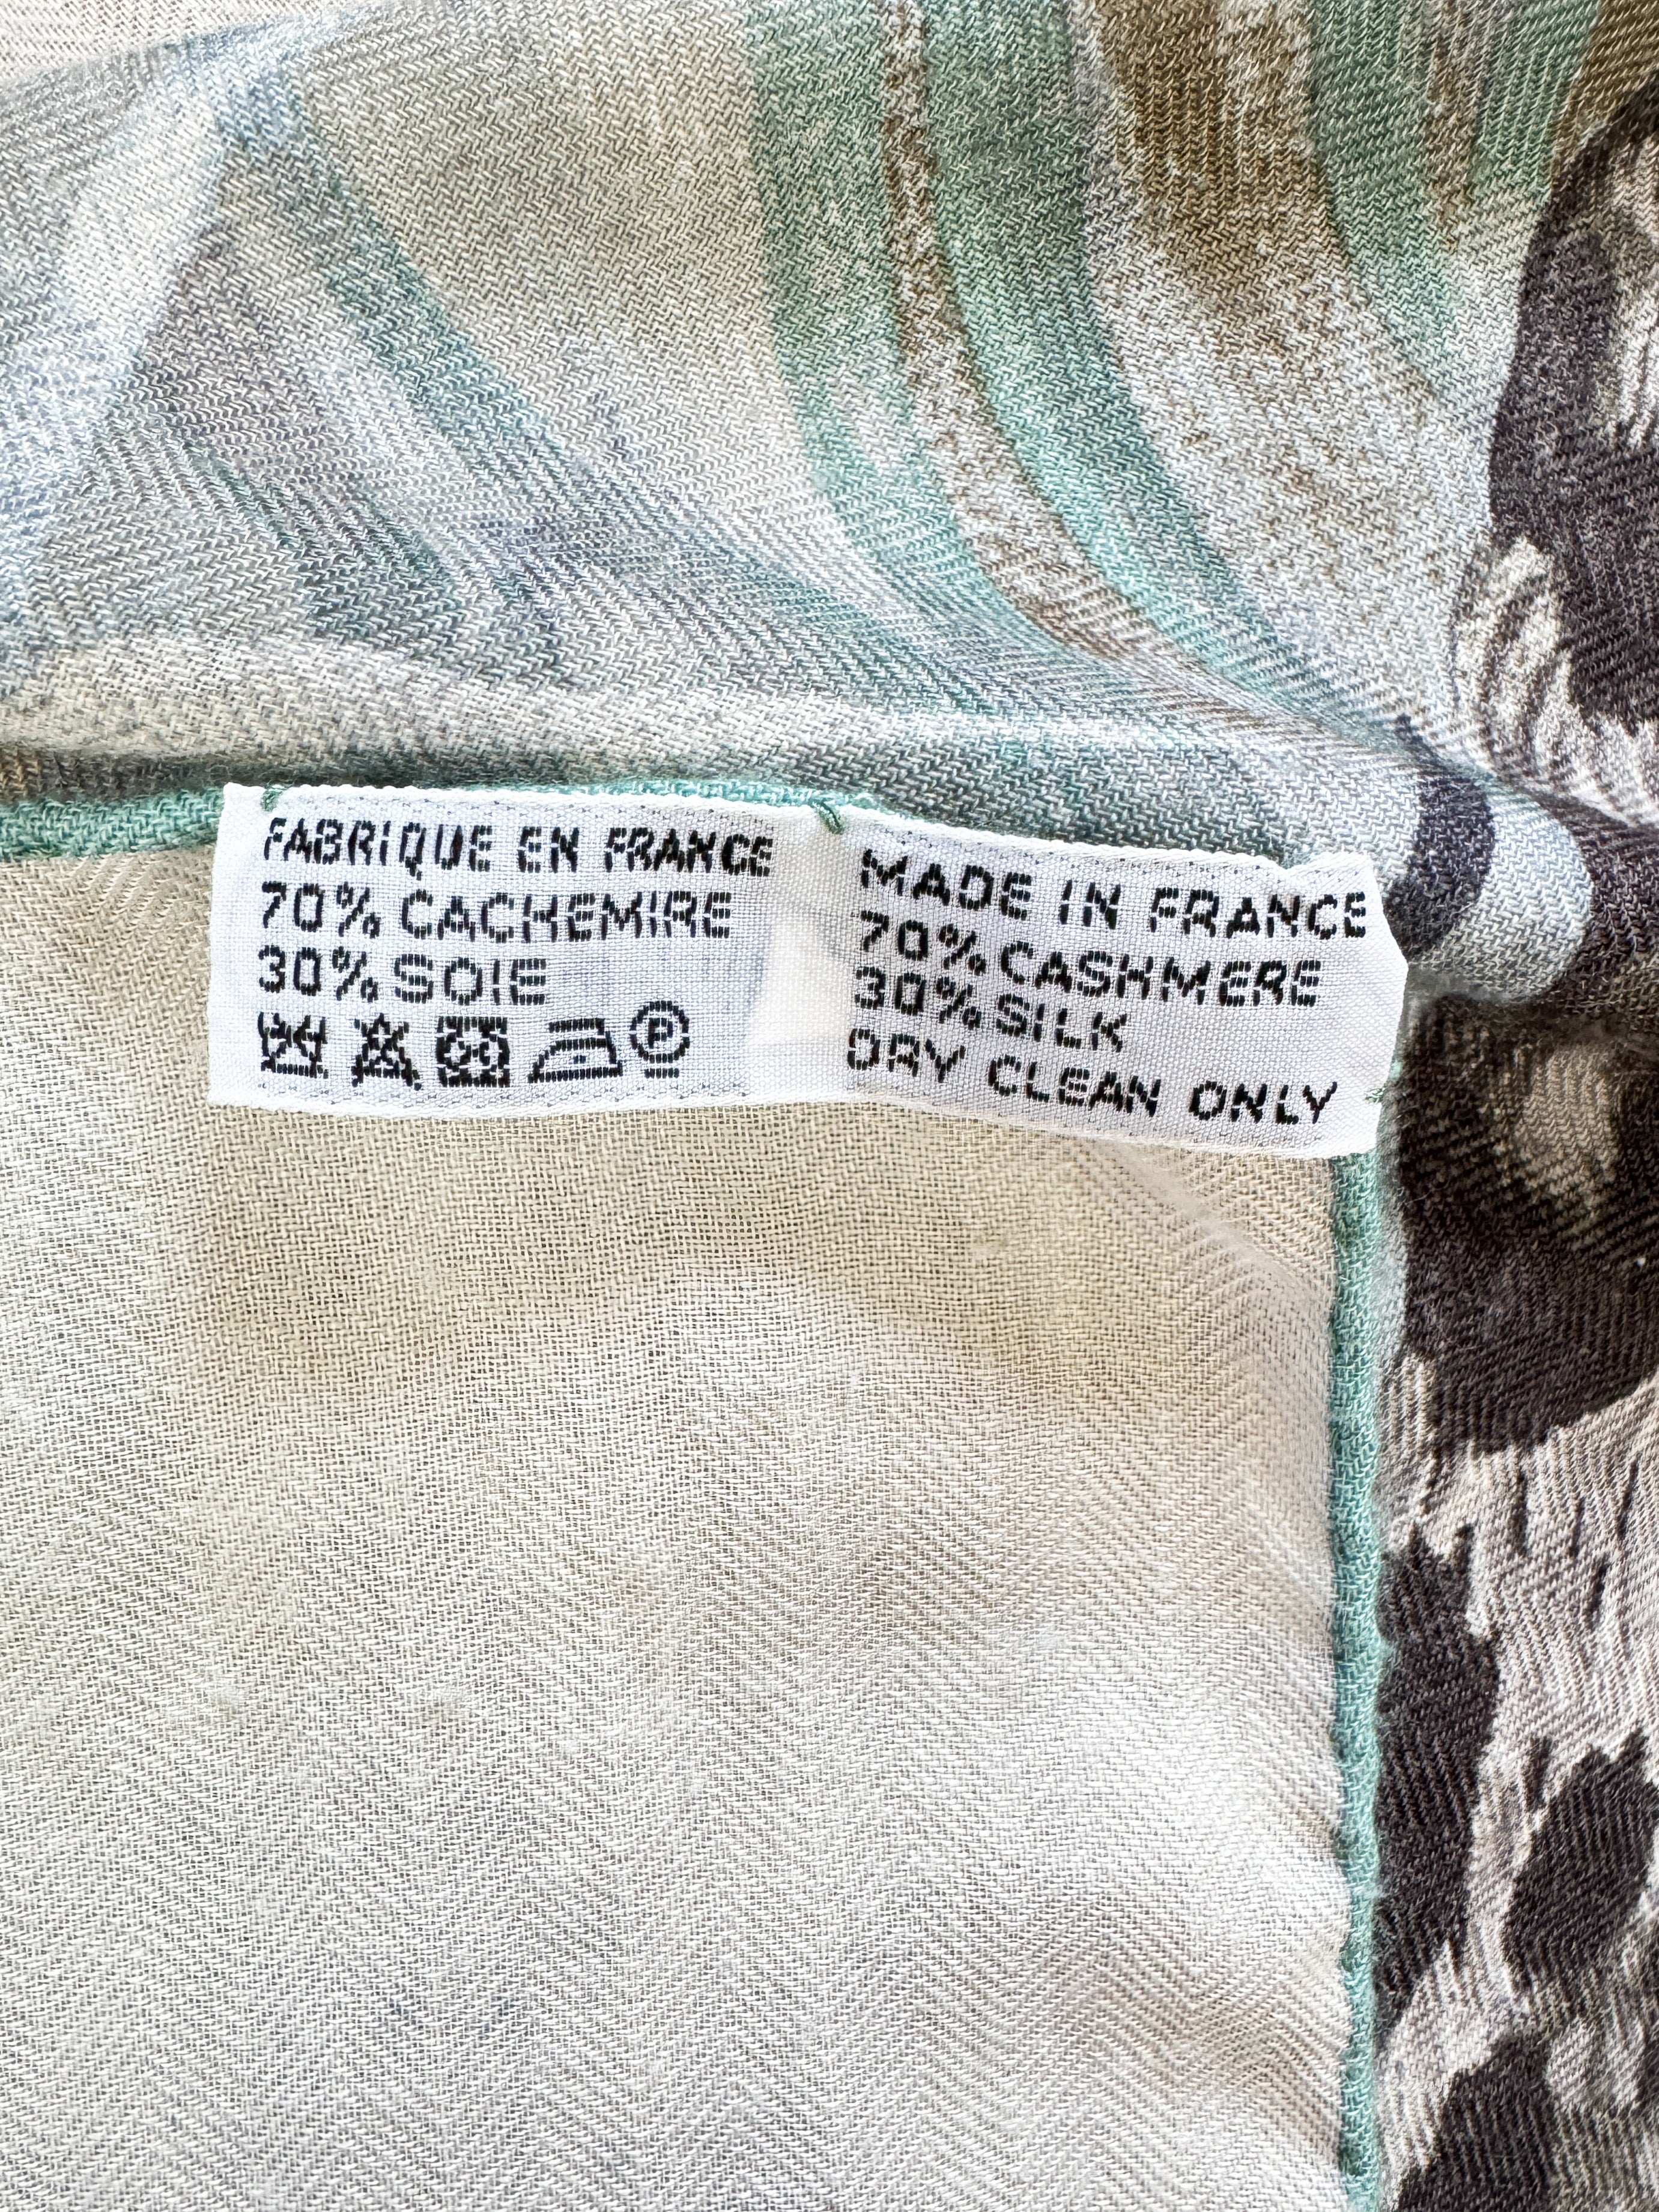 FABRIQUE EN FRANCE
70% CACHEMIRE
30% SOIE
P
MADE IN FRANCE
70% CASHMERE
30% SILK
DRY CLEAN ONLY